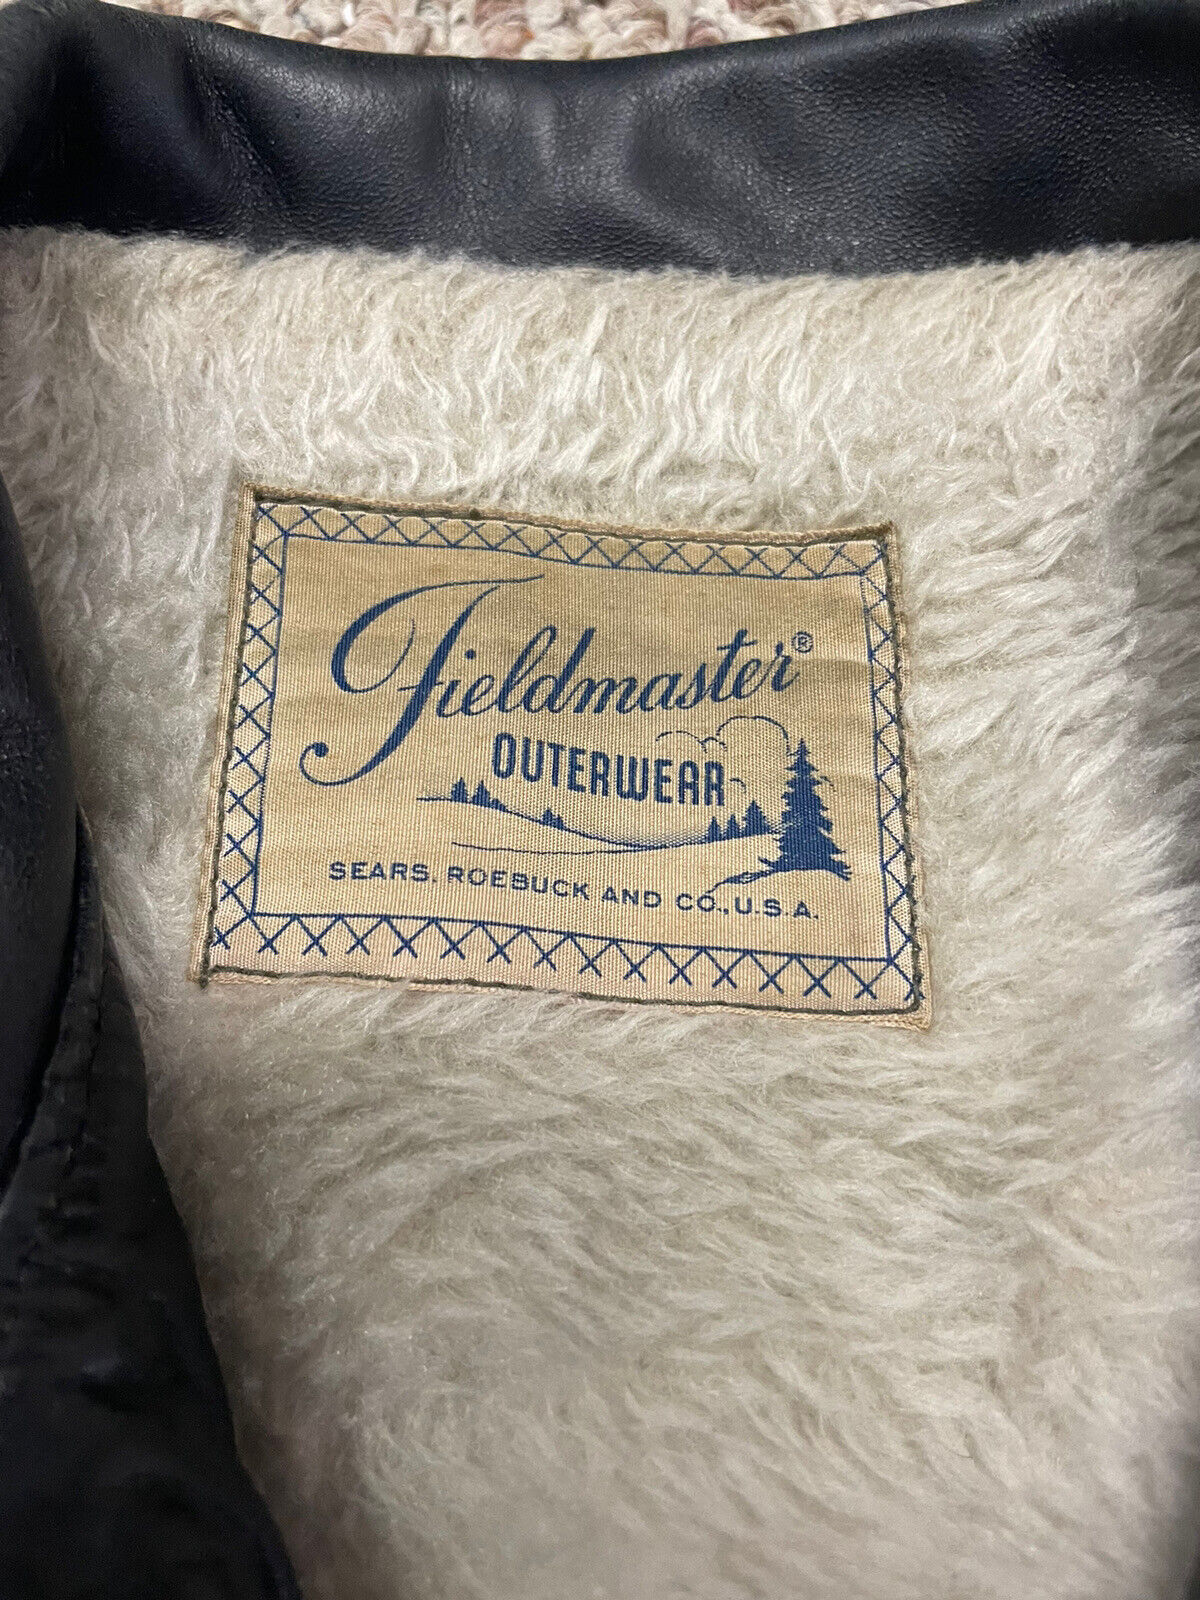 Fieldmaster®
OUTERWEAR
SEARS, ROEBUCK AND CO., U.S.A.